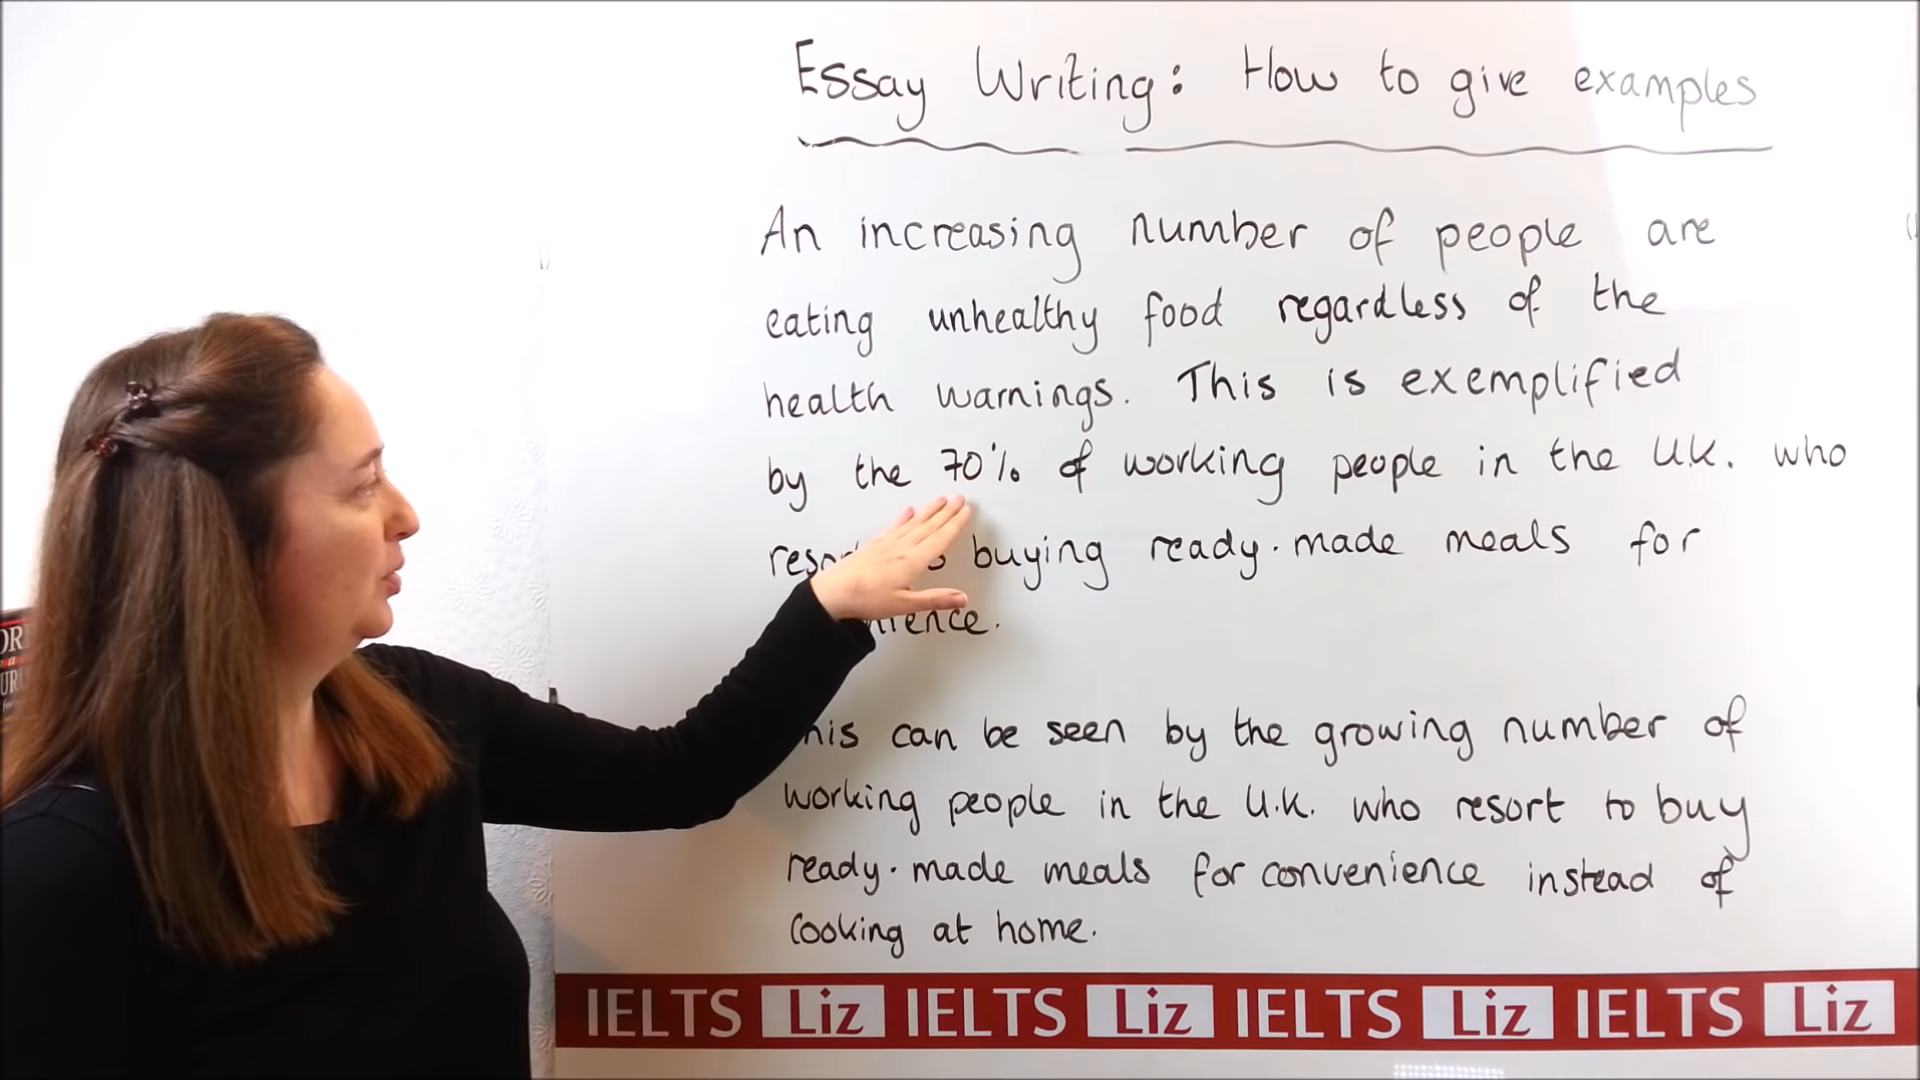 Essay Writing: How to give examples
An increasing number of people are
eating unhealthy food regardless of the
health warnings. This is exemplified
by the 70% of working people in the U.K. who
buying ready-made meals for
This can be seen by the growing number of
working people in the U.K. who resort to buy
ready-made meals for convenience instead of
cooking at home.
IELTS Liz IELTS Liz IELTS Liz IELTS Liz